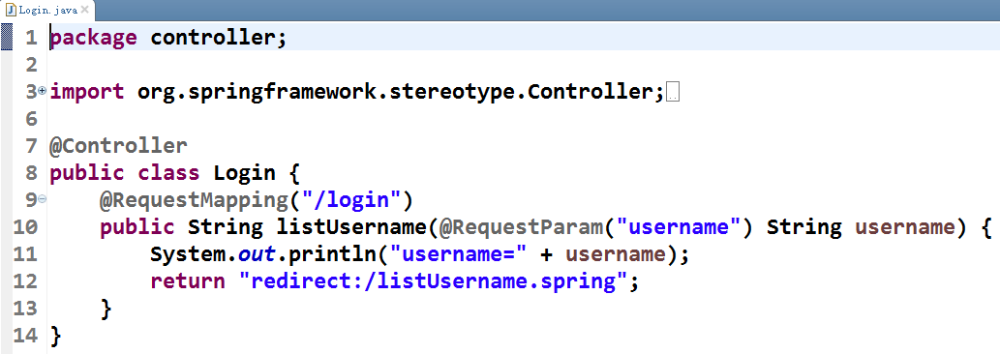 Login.java
1 package controller;
2
3 import org.springframework.stereotype.Controller;
6
7 @Controller
8 public class Login {
9     @RequestMapping("/login")
10     public String listUsername(@RequestParam("username") String username) {
11         System.out.println("username=" + username);
12         return "redirect:/listUsername.spring";
13     }
14 }